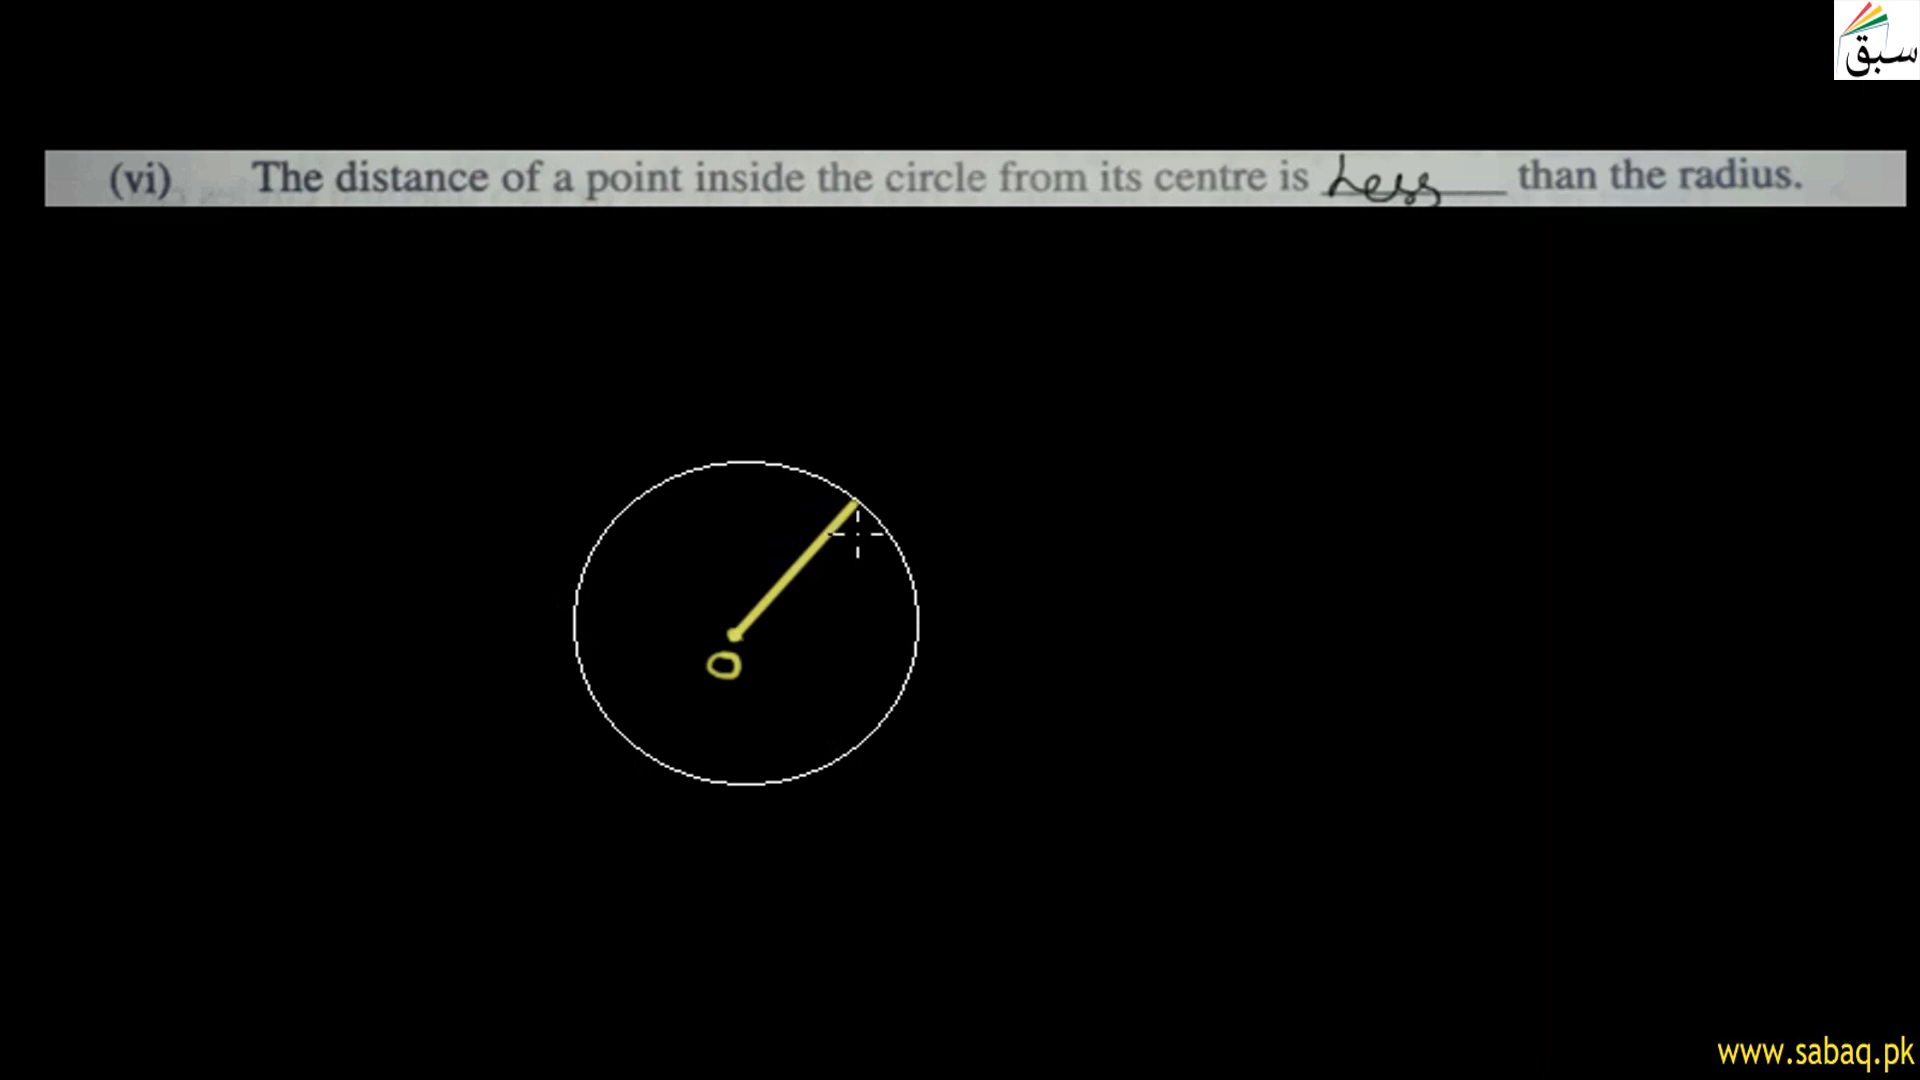 سبق
(vi) The distance of a point inside the circle from its centre is Less than the radius.
O
www.sabaq.pk